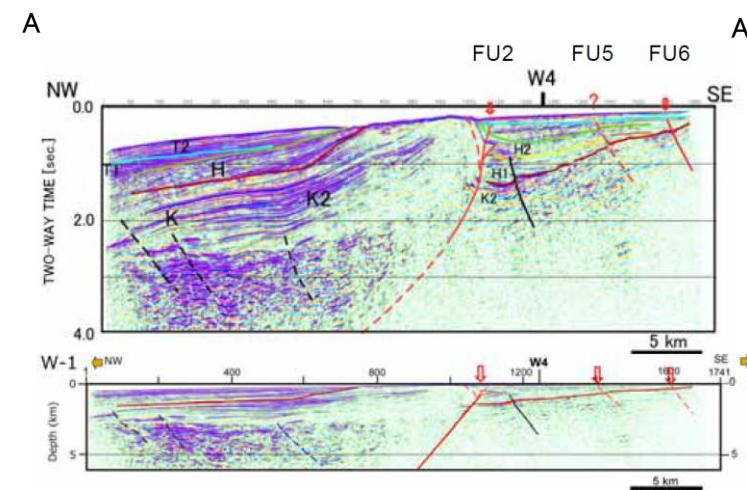 A
A
FU2 FU5 FU6
W4
NW
SE
?
0.0
T2
T1
H
H2
1.0
H1
K2
K
K2
2.0
3.0
4.0
TWO-WAY TIME [sec.]
5 km
W-1
NW
W4
SE
1 400 800 1200 1600 1741
0
0
5
5
Depth (km)
5 km